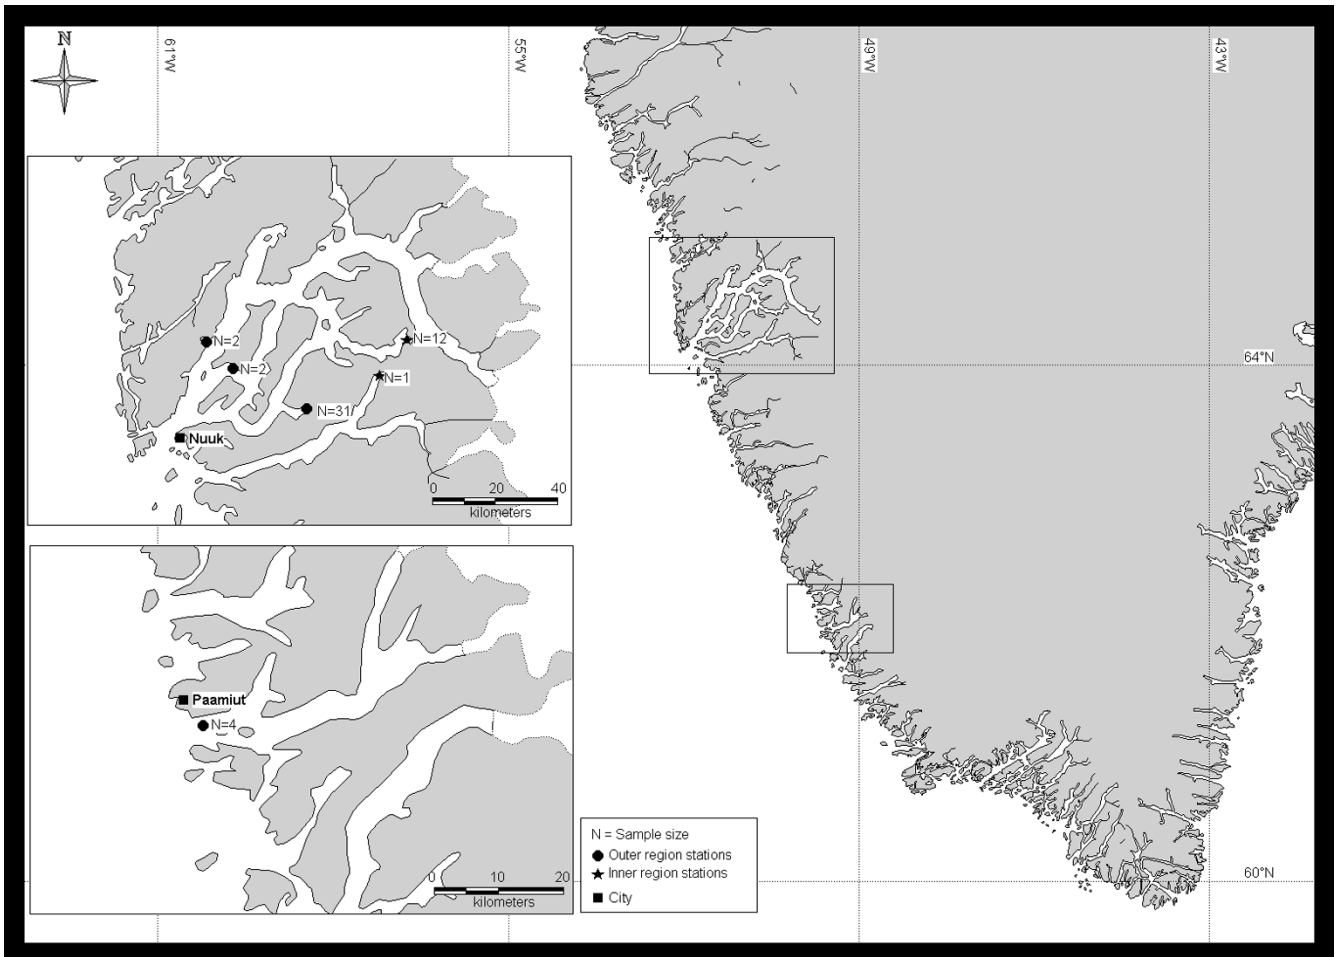 N
61°W
55°W
49°W
43°W
N=2
N=2
N=12
N=1
N=31
Nuuk
0 20 40
kilometers
64°N
Paamiut
N=4
0 10 20
kilometers
N = Sample size
Outer region stations
Inner region stations
City
60°N